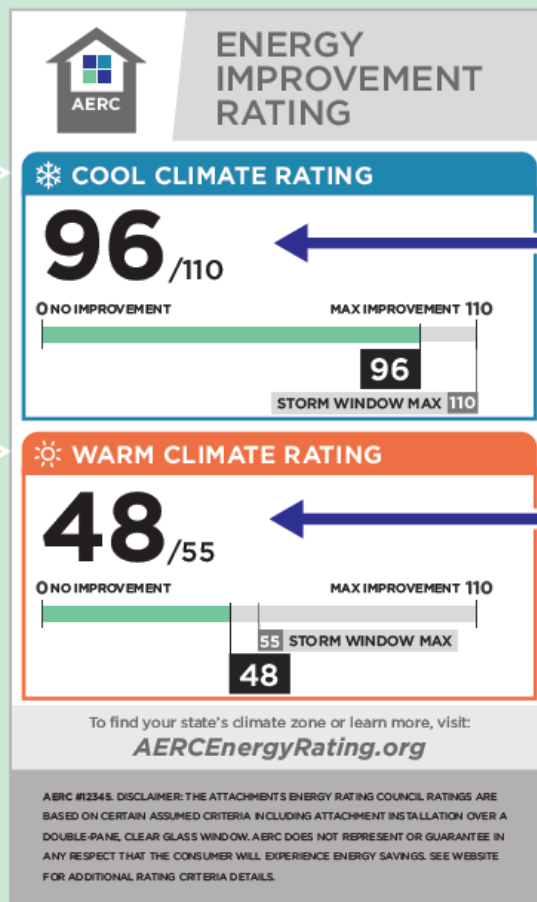 AERC
ENERGY
IMPROVEMENT
RATING
COOL CLIMATE RATING
96/110
0 NO IMPROVEMENT MAX IMPROVEMENT 110
96
STORM WINDOW MAX 110
WARM CLIMATE RATING
48/55
0 NO IMPROVEMENT MAX IMPROVEMENT 110
55 STORM WINDOW MAX
48
To find your state's climate zone or learn more, visit:
AERCEnergyRating.org
AERC #12345. DISCLAIMER: THE ATTACHMENTS ENERGY RATING COUNCIL RATINGS ARE
BASED ON CERTAIN ASSUMED CRITERIA INCLUDING ATTACHMENT INSTALLATION OVER A
DOUBLE-PANE, CLEAR GLASS WINDOW. AERC DOES NOT REPRESENT OR GUARANTEE IN
ANY RESPECT THAT THE CONSUMER WILL EXPERIENCE ENERGY SAVINGS. SEE WEBSITE
FOR ADDITIONAL RATING CRITERIA DETAILS.